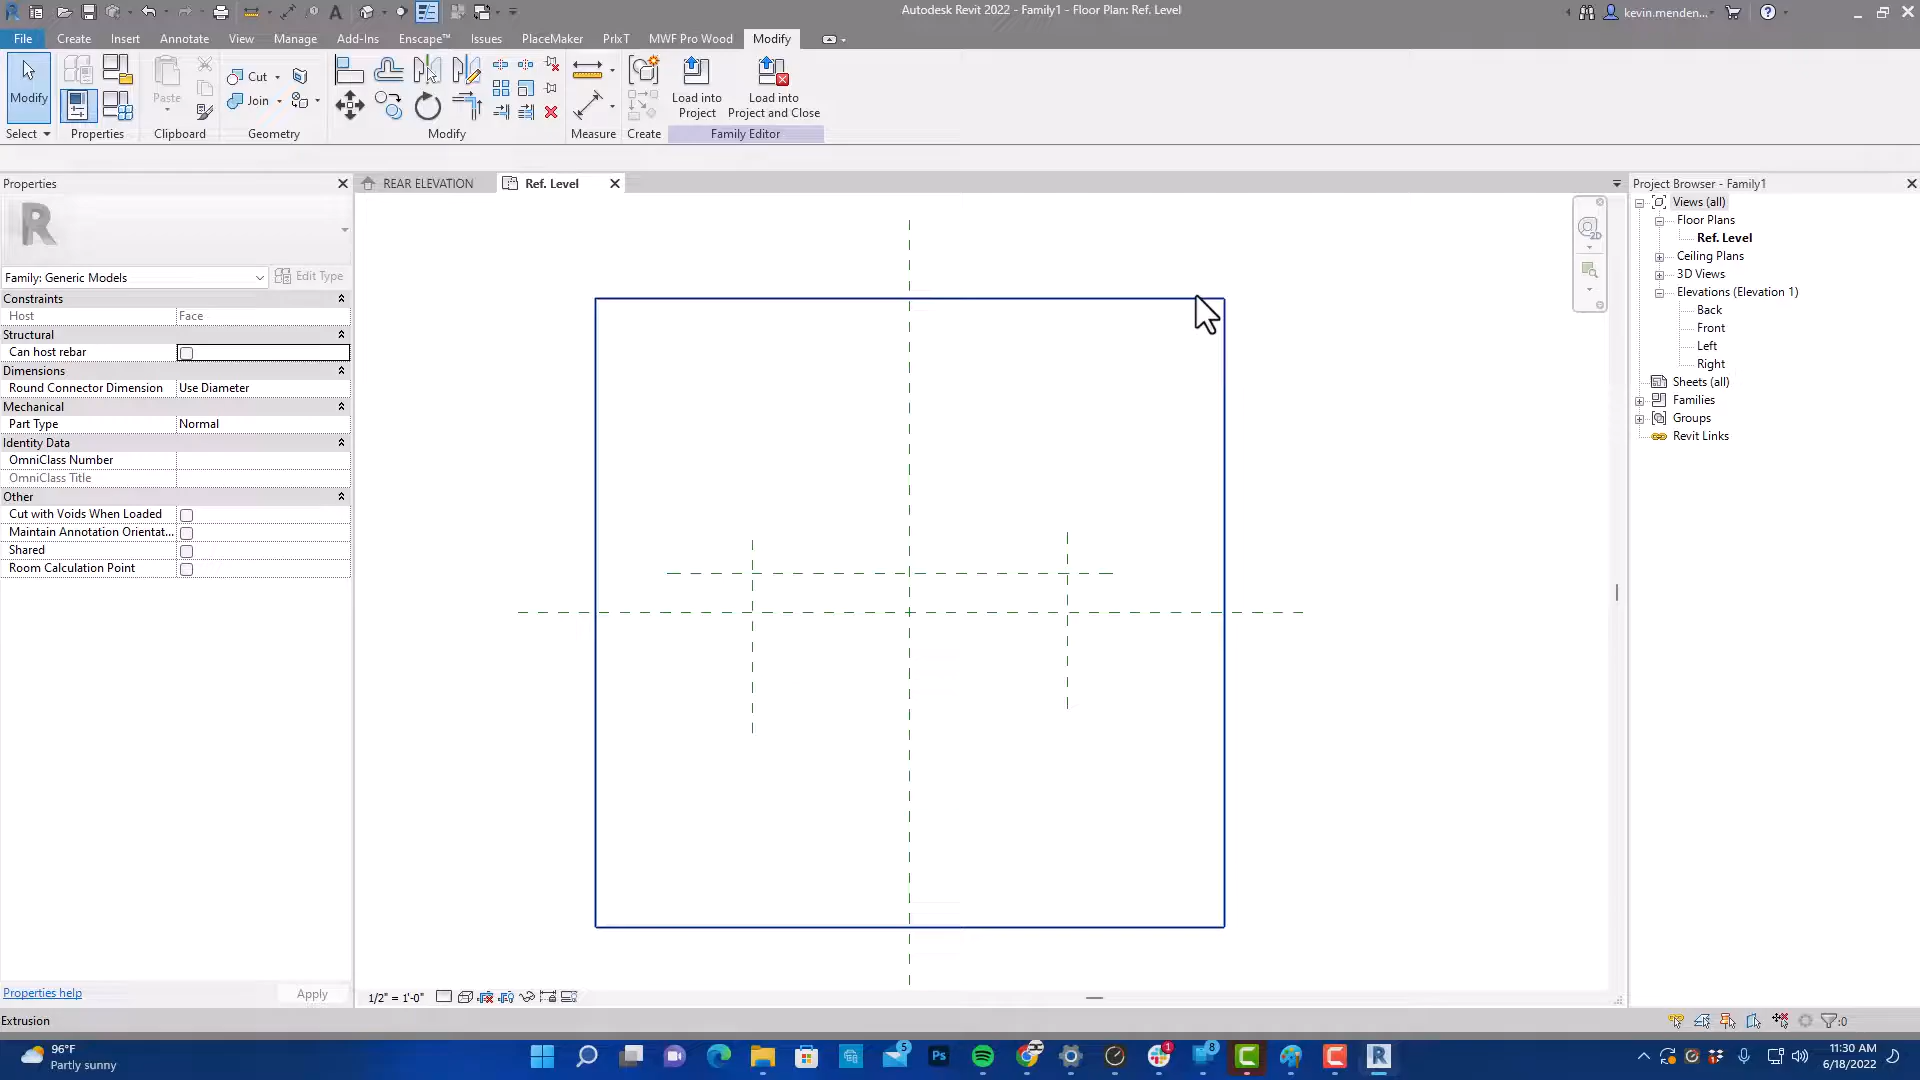 Autodesk Revit 2022 - Family1 - Floor Plan: Ref. Level
kevin.menden...
File Create Insert Annotate View Manage Add-Ins Enscape™ Issues PlaceMaker PrlxT MWF Pro Wood Modify
Modify
Paste
Cut
Join
Load into Project
Load into Project and Close
Select Properties Clipboard Geometry Modify Measure Create Family Editor
Properties
REAR ELEVATION
Ref. Level
Project Browser - Family1
R
Family: Generic Models
Edit Type
Constraints
Host Face
Structural
Can host rebar
Dimensions
Round Connector Dimension Use Diameter
Mechanical
Part Type Normal
Identity Data
OmniClass Number
OmniClass Title
Other
Cut with Voids When Loaded
Maintain Annotation Orientat...
Shared
Room Calculation Point
Properties help
Apply
2D
Views (all)
Floor Plans
Ref. Level
Ceiling Plans
3D Views
Elevations (Elevation 1)
Back
Front
Left
Right
Sheets (all)
Families
Groups
Revit Links
1/2" = 1'-0"
Extrusion
:0
96°F
Partly sunny
5
Ps
1
8
C
C
R
11:30 AM
6/18/2022